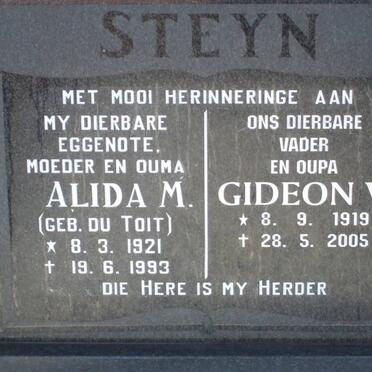 STEYN
MET MOOI HERINNERINGE AAN
MY DIERBARE
EGGENOTE,
MOEDER EN OUMA
ALIDA M.
(GEB. DU TOIT)
* 8. 3. 1921
† 19. 6. 1993
ONS DIERBARE
VADER
EN OUPA
GIDEON
* 8. 9. 1919
† 28. 5. 2005
DIE HERE IS MY HERDER